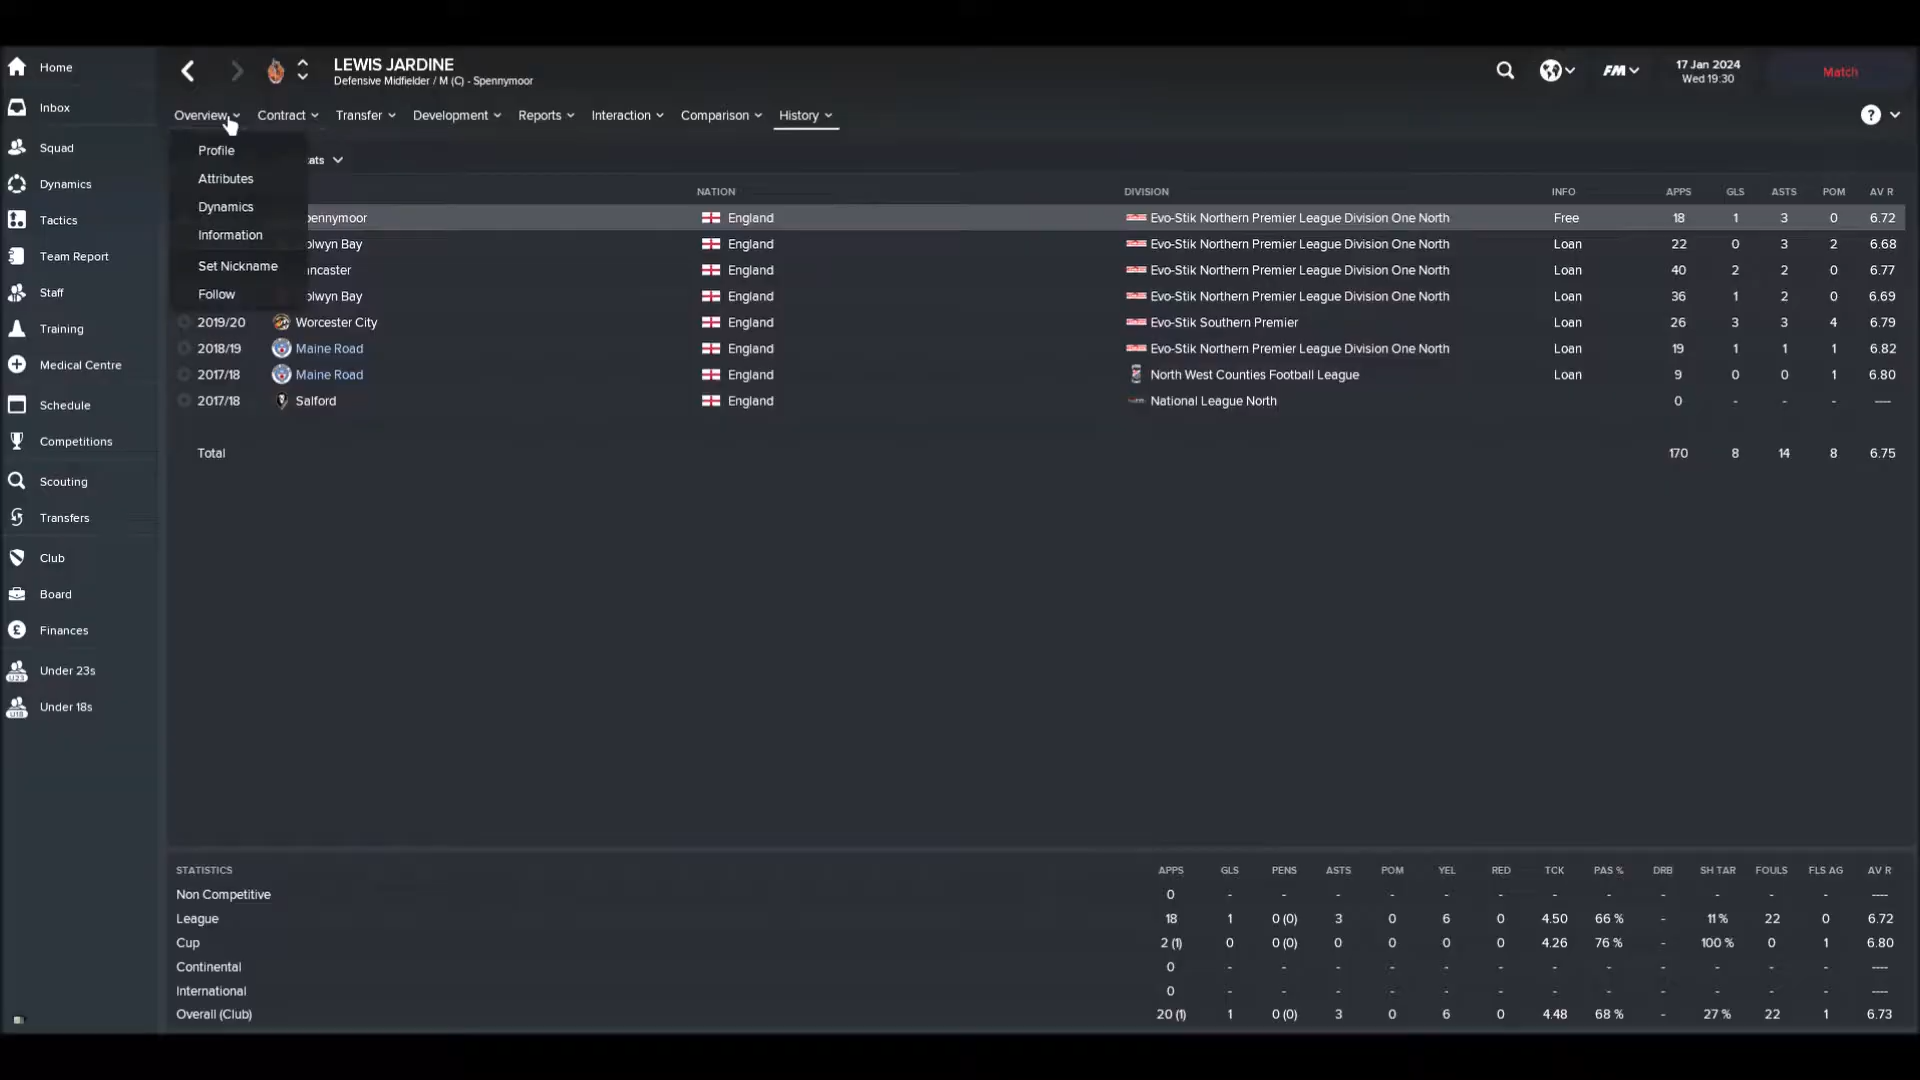 Home
Inbox
Squad
Dynamics
Tactics
Team Report
Staff
Training
Medical Centre
Schedule
Competitions
Scouting
Transfers
Club
Board
Finances
Under 23s
Under 18s
LEWIS JARDINE
Defensive Midfielder / M (C) - Spennymoor
FM
17 Jan 2024
Wed 19:30
Match
Overview Contract Transfer Development Reports Interaction Comparison History
Profile
Attributes
Dynamics
Information
Set Nickname
Follow
ats
NATION DIVISION INFO APPS GLS ASTS POM AV R
pennymoor England Evo-Stik Northern Premier League Division One North Free 18 1 3 0 6.72
olwyn Bay England Evo-Stik Northern Premier League Division One North Loan 22 0 3 2 6.68
ncaster England Evo-Stik Northern Premier League Division One North Loan 40 2 2 0 6.77
olwyn Bay England Evo-Stik Northern Premier League Division One North Loan 36 1 2 0 6.69
2019/20 Worcester City England Evo-Stik Southern Premier Loan 26 3 3 4 6.79
2018/19 Maine Road England Evo-Stik Northern Premier League Division One North Loan 19 1 1 1 6.82
2017/18 Maine Road England North West Counties Football League Loan 9 0 0 1 6.80
2017/18 Salford England National League North 0 - - - ----
Total 170 8 14 8 6.75
STATISTICS APPS GLS PENS ASTS POM YEL RED TCK PAS % DRB SH TAR FOULS FLS AG AV R
Non Competitive 0 - - - - - - - - - - - - ----
League 18 1 0 (0) 3 0 6 0 4.50 66 % - 11 % 22 0 6.72
Cup 2 (1) 0 0 (0) 0 0 0 0 4.26 76 % - 100 % 0 1 6.80
Continental 0 - - - - - - - - - - - - ----
International 0 - - - - - - - - - - - - ----
Overall (Club) 20 (1) 1 0 (0) 3 0 6 0 4.48 68 % - 27 % 22 1 6.73